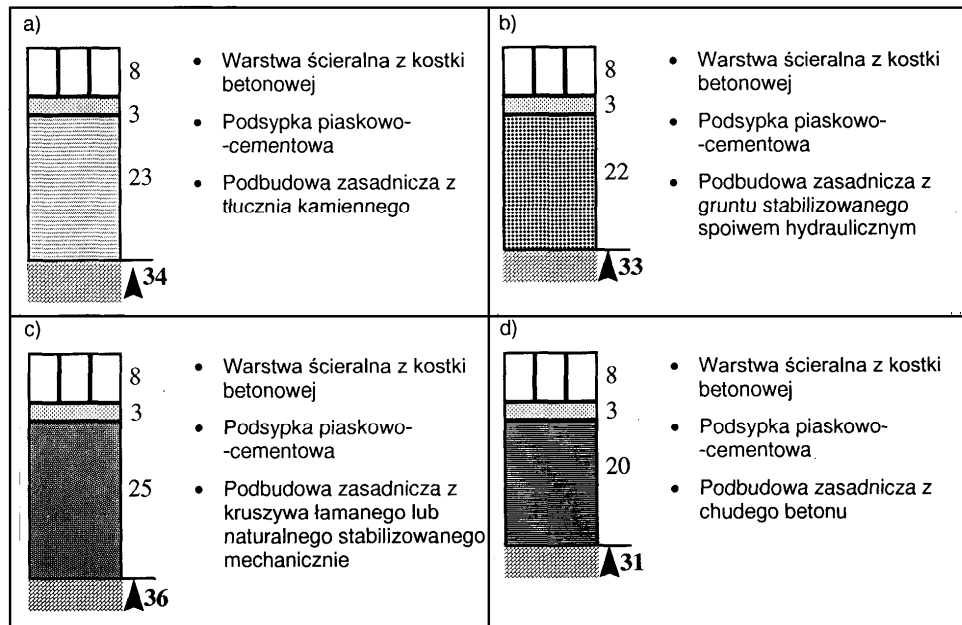 a)
8
3
23
34
• Warstwa ścieralna z kostki
betonowej
• Podsypka piaskowo-
-cementowa
• Podbudowa zasadnicza z
tłucznia kamiennego
b)
8
3
22
33
• Warstwa ścieralna z kostki
betonowej
• Podsypka piaskowo-
-cementowa
• Podbudowa zasadnicza z
gruntu stabilizowanego
spoiwem hydraulicznym
c)
8
3
25
36
• Warstwa ścieralna z kostki
betonowej
• Podsypka piaskowo-
-cementowa
• Podbudowa zasadnicza z
kruszywa łamanego lub
naturalnego stabilizowanego
mechanicznie
d)
8
3
20
31
• Warstwa ścieralna z kostki
betonowej
• Podsypka piaskowo-
-cementowa
• Podbudowa zasadnicza z
chudego betonu